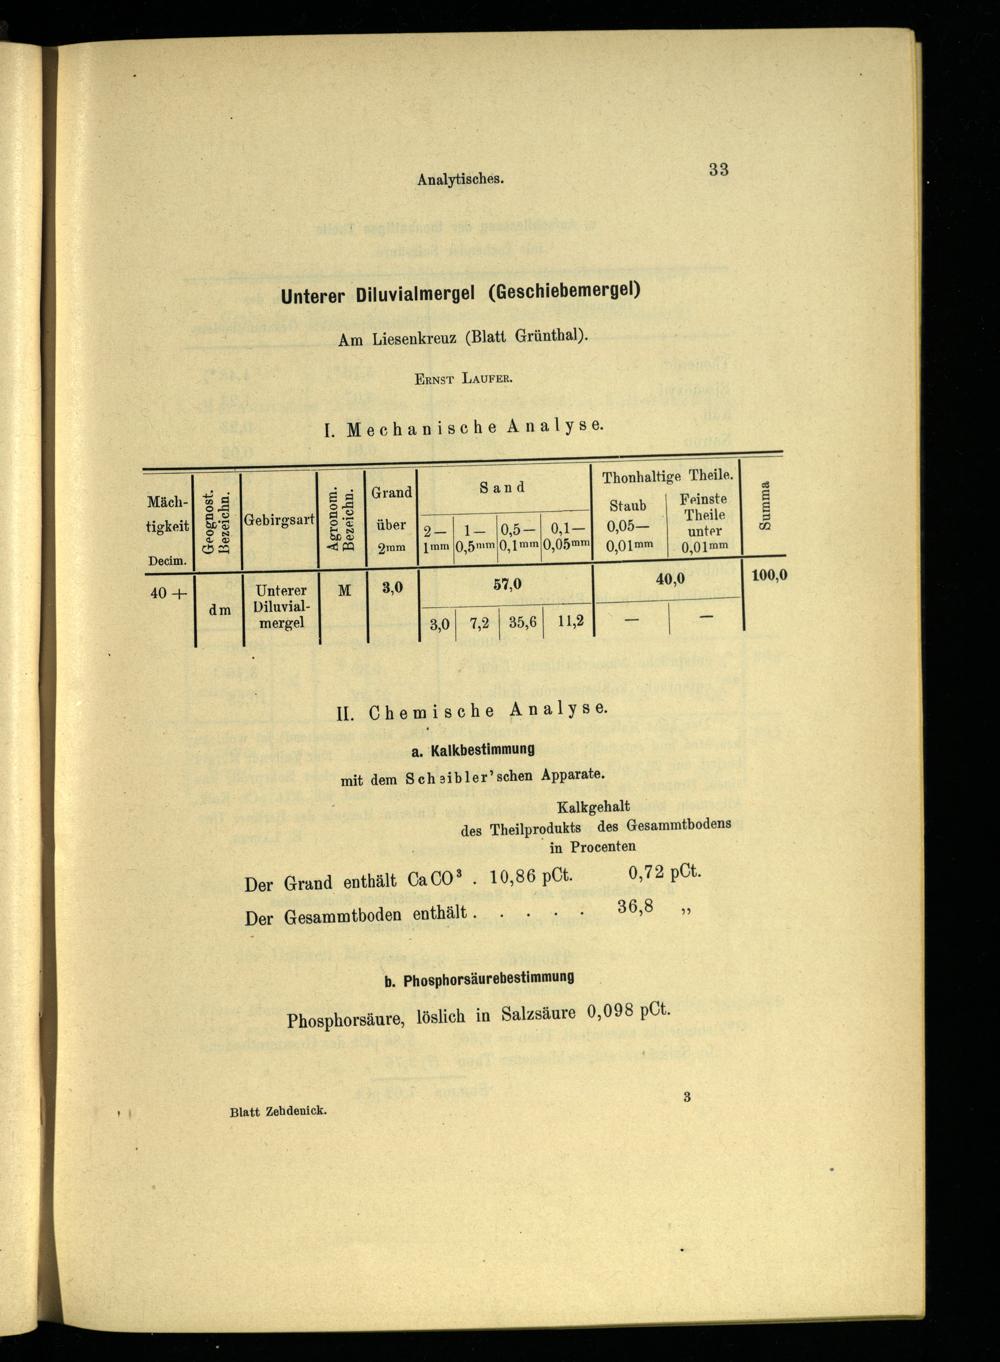 Analytisches. 33
Unterer Diluvialmergel (Geschiebemergel)
Am Liesenkreuz (Blatt Grünthal).
Ernst Laufer.
I. Mechanische Analyse.
Mäch-
tigkeit
Decim.
Geognost.
Bezeichn.
Gebirgsart
Agronom.
Bezeichn.
Grand
über
2mm
Sand
2— 1— 0,5— 0,1—
1mm 0,5mm 0,1mm 0,05mm
Thonhaltige Theile.
Staub
0,05—
0,01mm
Feinste
Theile
unter
0,01mm
Summa
40 +
dm
Unterer
Diluvial-
mergel
M
3,0
57,0
3,0 7,2 35,6 11,2
40,0
— —
100,0
II. Chemische Analyse.
a. Kalkbestimmung
mit dem Scheibler'schen Apparate.
Kalkgehalt
des Theilprodukts des Gesammtbodens
in Procenten
Der Grand enthält CaCO³ . 10,86 pCt. 0,72 pCt.
Der Gesammtboden enthält . . . . . 36,8 „
b. Phosphorsäurebestimmung
Phosphorsäure, löslich in Salzsäure 0,098 pCt.
Blatt Zehdenick. 3